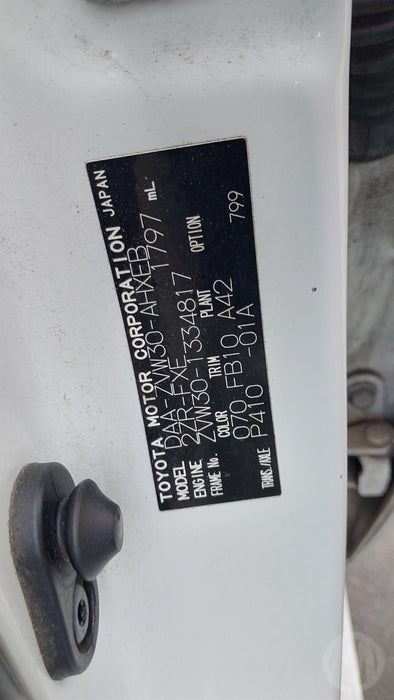 TOYOTA MOTOR CORPORATION JAPAN
MODEL DAA-ZVW30-AHXEB
ENGINE 2ZR-FXE 1797 mL
FRAME No. ZVW30-1334817
COLOR TRIM PLANT OPTION
070 FB10 A42 799
TRANS./AXLE P410 -01A